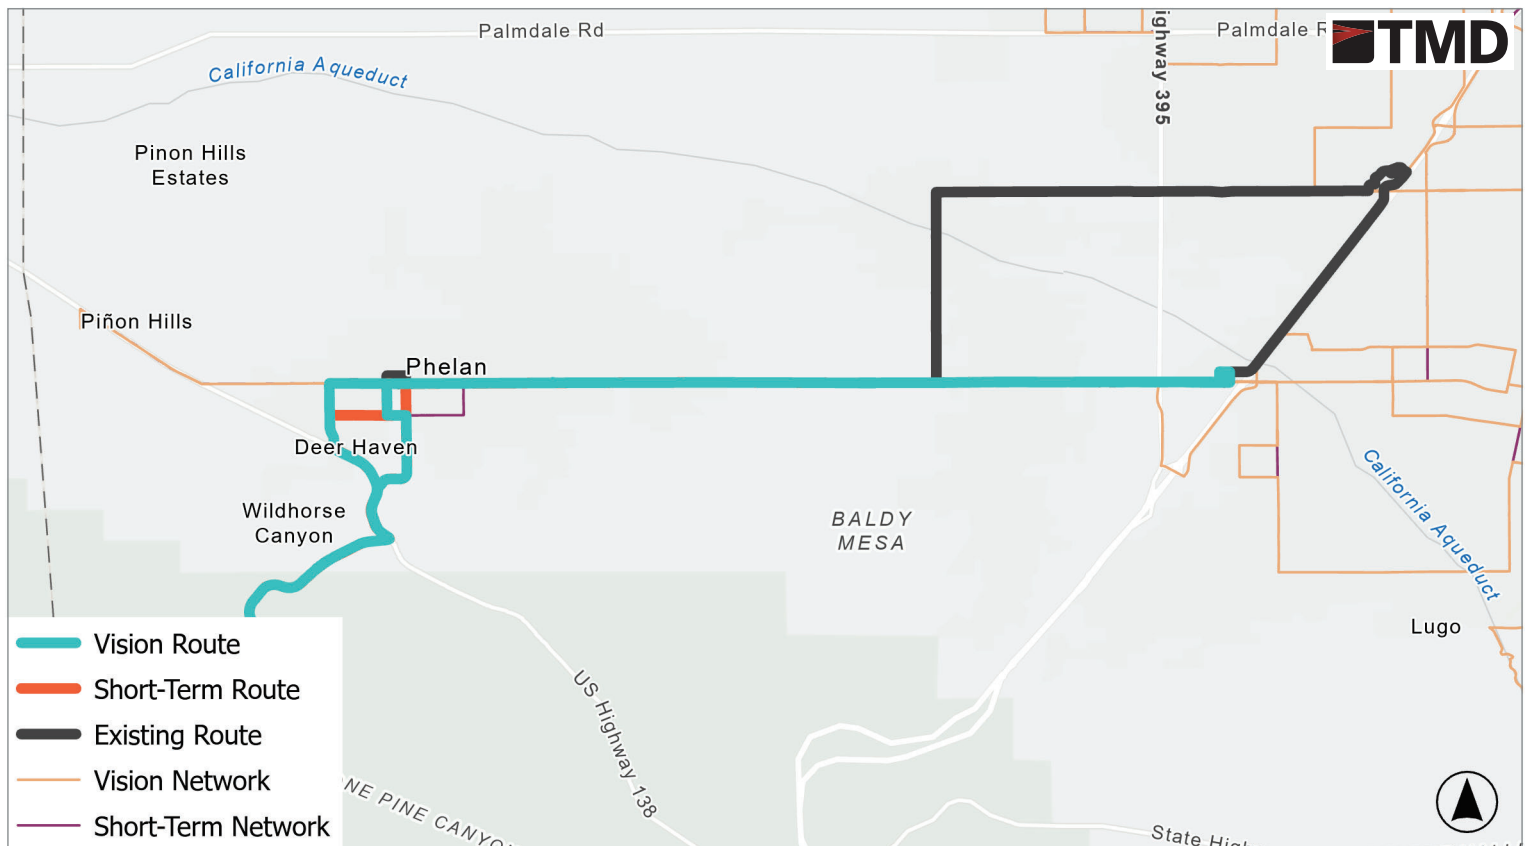 Palmdale Rd
Palmdale R
TMD
California Aqueduct
ighway 395
Pinon Hills
Estates
Piñon Hills
Phelan
Deer Haven
Wildhorse
Canyon
BALDY
MESA
California Aqueduct
Lugo
US Highway 138
NE PINE CANYO
State Hig
Vision Route
Short-Term Route
Existing Route
Vision Network
Short-Term Network